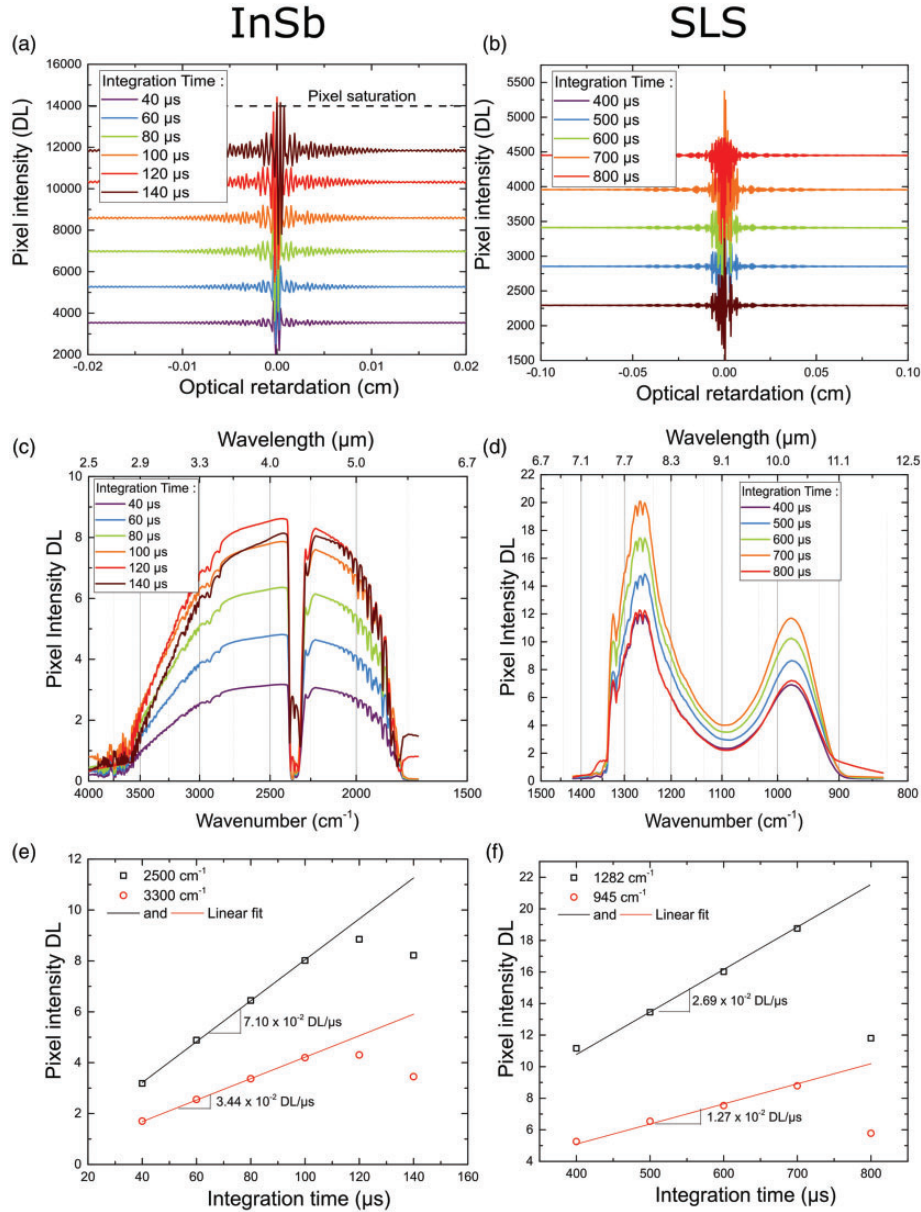 InSb
SLS
(a)
Integration Time :
40 µs
60 µs
80 µs
100 µs
120 µs
140 µs
Pixel saturation
Pixel intensity (DL)
16000
14000
12000
10000
8000
6000
4000
2000
-0.02
-0.01
0.00
0.01
0.02
Optical retardation (cm)
(b)
Integration Time :
400 µs
500 µs
600 µs
700 µs
800 µs
Pixel intensity (DL)
5500
5000
4500
4000
3500
3000
2500
2000
1500
-0.10
-0.05
0.00
0.05
0.10
Optical retardation (cm)
(c)
Wavelength (µm)
2.5
2.9
3.3
4.2
5.0
6.7
Integration Time :
40 µs
60 µs
80 µs
100 µs
120 µs
140 µs
Pixel Intensity DL
10
8
6
4
2
0
4000
3500
3000
2500
2000
1500
Wavenumber (cm-1)
(d)
Wavelength (µm)
6.7
7.1
7.7
8.3
9.1
10.0
11.1
12.5
Integration Time :
400 µs
500 µs
600 µs
700 µs
800 µs
Pixel Intensity DL
22
20
18
16
14
12
10
8
6
4
2
0
1500
1400
1300
1200
1100
1000
900
800
Wavenumber (cm-1)
(e)
2500 cm-1
3300 cm-1
and Linear fit
7.10 x 10-2 DL/µs
3.44 x 10-2 DL/µs
Pixel intensity DL
12
10
8
6
4
2
0
20
40
60
80
100
120
140
160
Integration time (µs)
(f)
1282 cm-1
945 cm-1
and Linear fit
2.69 x 10-2 DL/µs
1.27 x 10-2 DL/µs
Pixel intensity DL
22
20
18
16
14
12
10
8
6
4
400
500
600
700
800
Integration time (µs)